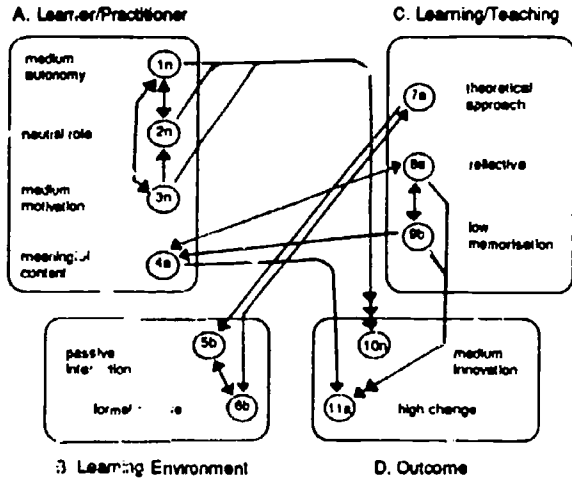 A. Learner/Practitioner
C. Learning/Teaching
medium
autonomy
1n
neutral role
2n
medium
motivation
3n
meaningful
content
4a
7a
theoretical
approach
8a
reflective
9b
low
memorisation
passive
5b
6b
10n
medium
innovation
11a
high change
Learning Environment
D. Outcome